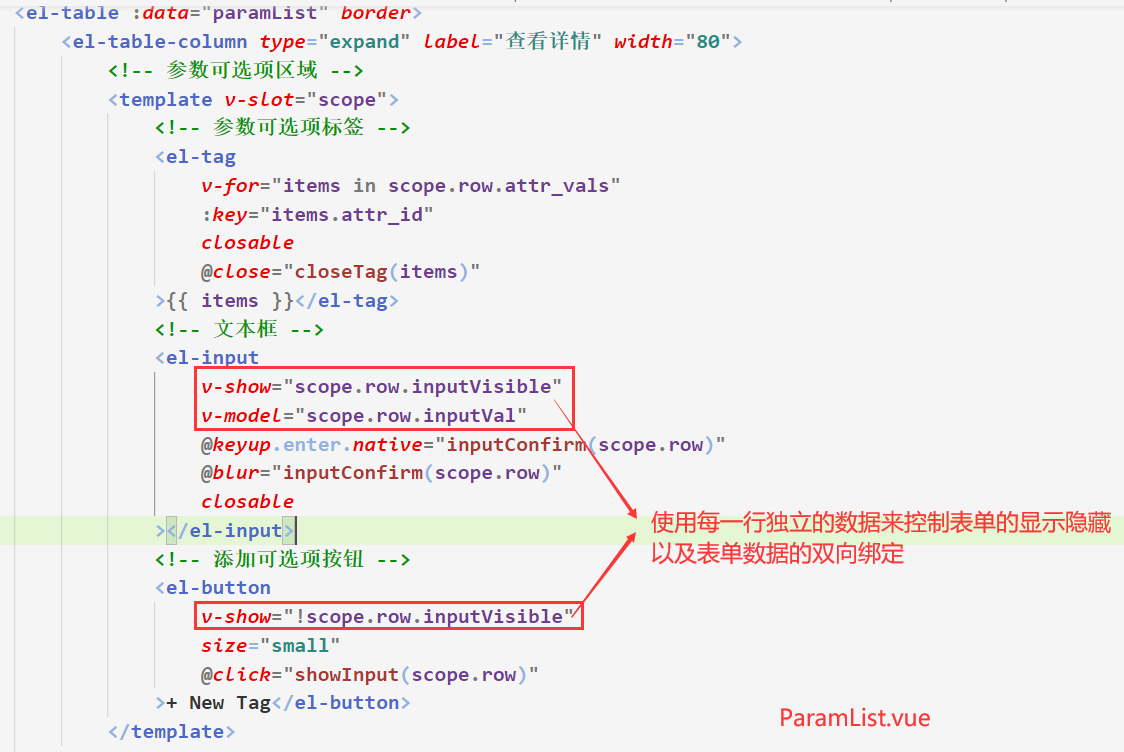 <el-table :data="paramList" border>
<el-table-column type="expand" label="查看详情" width="80">
<!-- 参数可选项区域 -->
<template v-slot="scope">
<!-- 参数可选项标签 -->
<el-tag
v-for="items in scope.row.attr_vals"
:key="items.attr_id"
closable
@close="closeTag(items)"
>{{ items }}</el-tag>
<!-- 文本框 -->
<el-input
v-show="scope.row.inputVisible"
v-model="scope.row.inputVal"
@keyup.enter.native="inputConfirm(scope.row)"
@blur="inputConfirm(scope.row)"
closable
></el-input>
使用每一行独立的数据来控制表单的显示隐藏
以及表单数据的双向绑定
<!-- 添加可选项按钮 -->
<el-button
v-show="!scope.row.inputVisible"
size="small"
@click="showInput(scope.row)"
>+ New Tag</el-button>
ParamList.vue
</template>